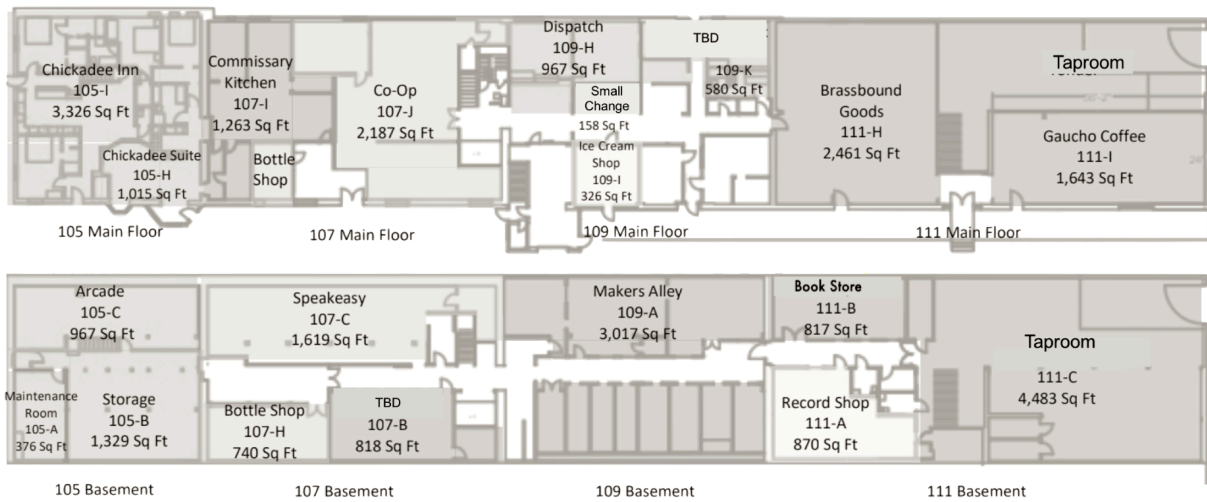 Chickadee Inn
105-I
3,326 Sq Ft
Chickadee Suite
105-H
1,015 Sq Ft
Commissary
Kitchen
107-I
1,263 Sq Ft
Bottle
Shop
Co-Op
107-J
2,187 Sq Ft
Dispatch
109-H
967 Sq Ft
Small
Change
158 Sq Ft
Ice Cream
Shop
109-I
326 Sq Ft
TBD
109-K
580 Sq Ft
Brassbound
Goods
111-H
2,461 Sq Ft
Taproom
Gaucho Coffee
111-I
1,643 Sq Ft
105 Main Floor
107 Main Floor
109 Main Floor
111 Main Floor
Arcade
105-C
967 Sq Ft
Maintenance
Room
105-A
376 Sq Ft
Storage
105-B
1,329 Sq Ft
Speakeasy
107-C
1,619 Sq Ft
Bottle Shop
107-H
740 Sq Ft
TBD
107-B
818 Sq Ft
Makers Alley
109-A
3,017 Sq Ft
Book Store
111-B
817 Sq Ft
Record Shop
111-A
870 Sq Ft
Taproom
111-C
4,483 Sq Ft
105 Basement
107 Basement
109 Basement
111 Basement